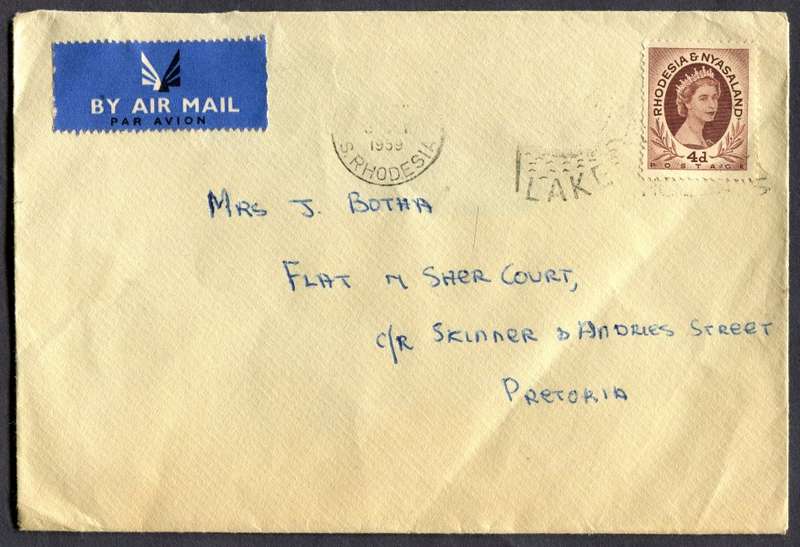 BY AIR MAIL
PAR AVION
1959
S. RHODESIA
LAKE
RHODESIA & NYASALAND
4d
POSTAGE
MRS J. BOTHA
FLAT M SHER COURT,
C/R SKINNER & ANDRIES STREET
PRETORIA